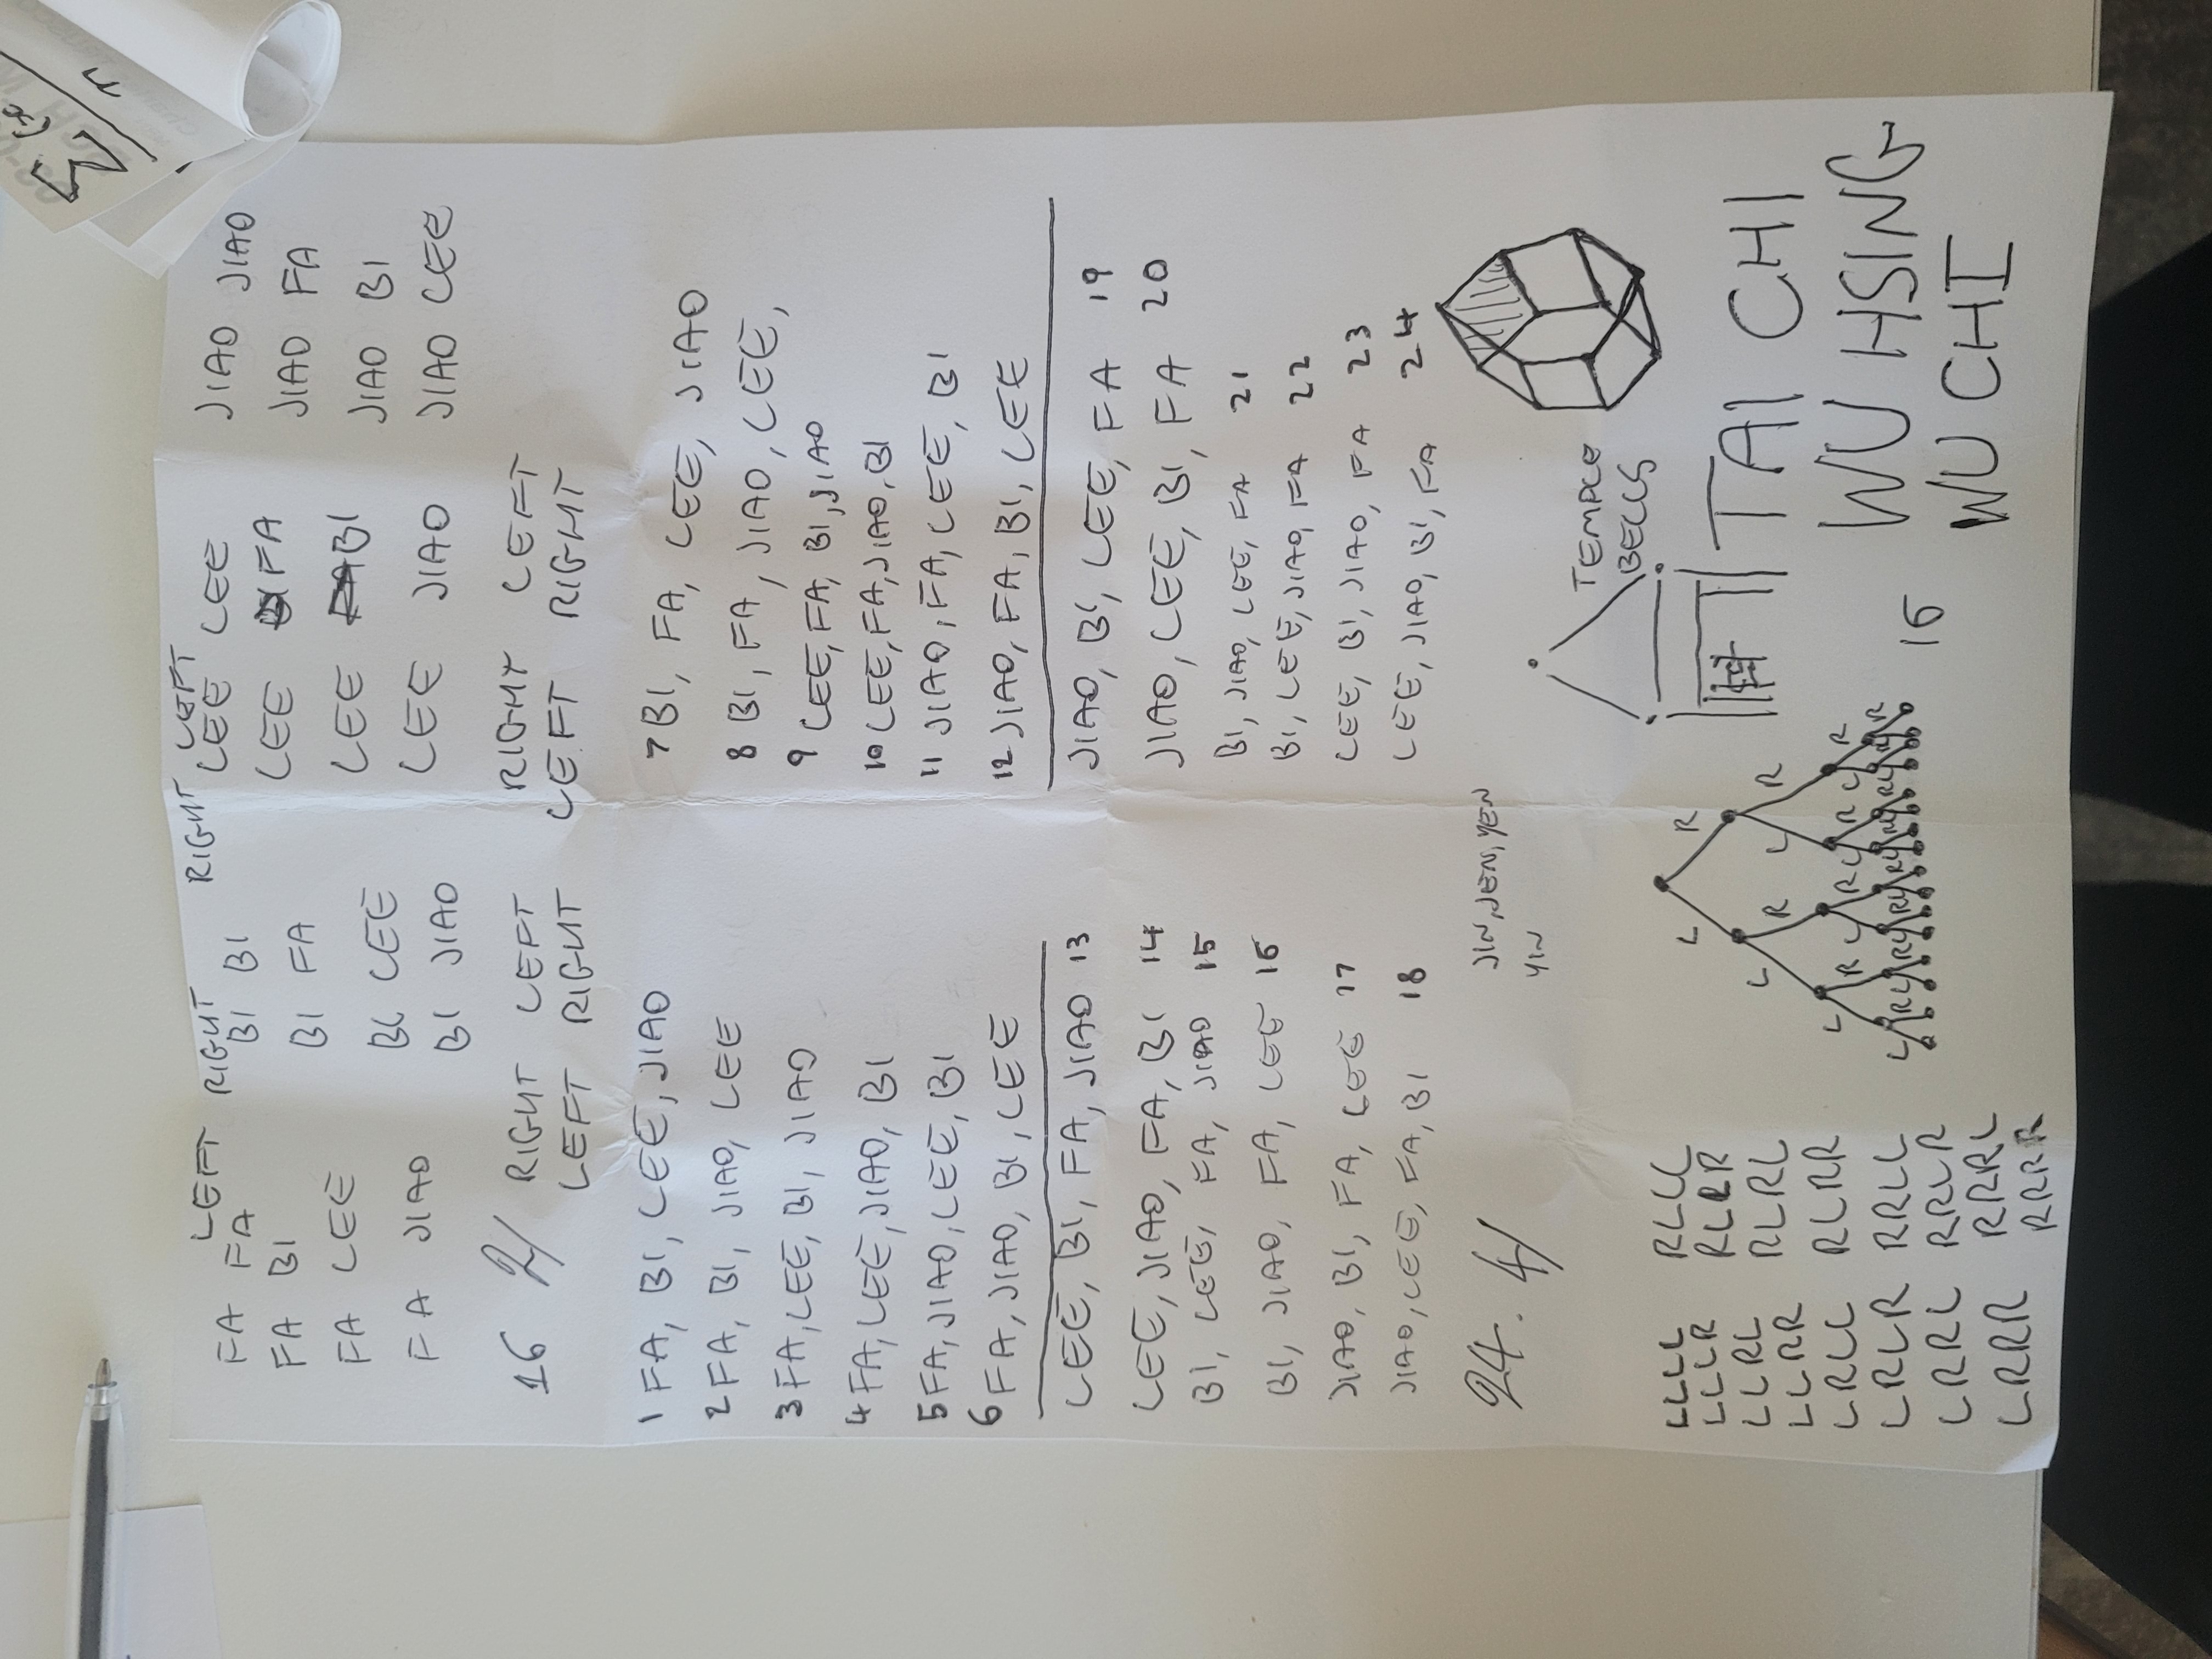 LEFT RIGHT RIGHT LEFT
FA FA BI BI LEE LEE JIAO JIAO
FA BI BI FA LEE FA JIAO FA
FA LEE BI LEE LEE BI JIAO BI
FA JIAO BI JIAO LEE JIAO JIAO LEE
16 2/ RIGHT LEFT RIGHT LEFT
LEFT RIGHT LEFT RIGHT
1 FA, BI, LEE, JIAO
2 FA, BI, JIAO, LEE
3 FA, LEE, BI, JIAO
4 FA, LEE, JIAO, BI
5 FA, JIAO, LEE, BI
6 FA, JIAO, BI, LEE
7 BI, FA, LEE, JIAO
8 BI, FA, JIAO, LEE,
9 LEE, FA, BI, JIAO
10 LEE, FA, JIAO, BI
11 JIAO, FA, LEE, BI
12 JIAO, FA, BI, LEE
LEE, BI, FA, JIAO 13
LEE, JIAO, FA, BI 14
BI, LEE, FA, JIAO 15
BI, JIAO, FA, LEE 16
JIAO, BI, FA, LEE 17
JIAO, LEE, FA, BI 18
JIAO, BI, LEE, FA 19
JIAO, LEE, BI, FA 20
BI, JIAO, LEE, FA 21
BI, LEE, JIAO, FA 22
LEE, BI, JIAO, FA 23
LEE, JIAO, BI, FA 24
24. 4/
JIN, JEN, YEN
YIN
TEMPLE
BELLS
LLLL RLLL
LLLR RLLR
LLRL RLRL
LLRR RLRR
LRLL RRLL
LRLR RRLR
LRRL RRRL
LRRR RRRR
L R
L R L R
L R L R L R L R
16
TAI CHI
WU HSING
WU CHI